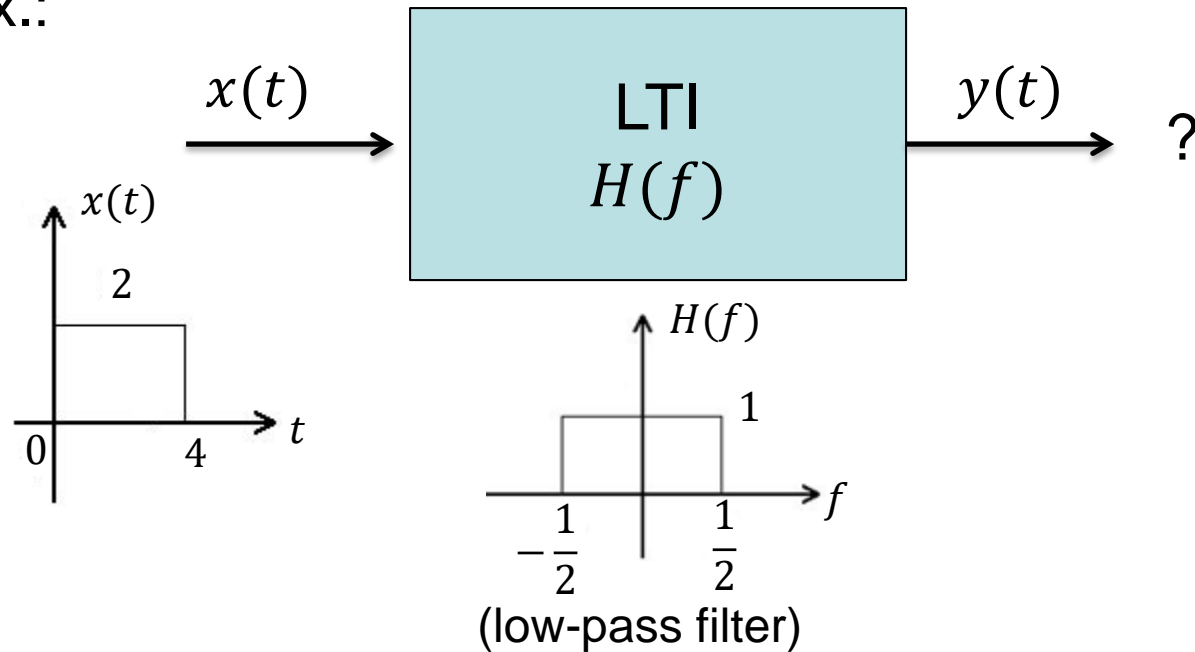 x.:
x(t)
LTI
H(f)
y(t)
?
x(t)
2
0
4
t
H(f)
1
-1/2
1/2
f
(low-pass filter)